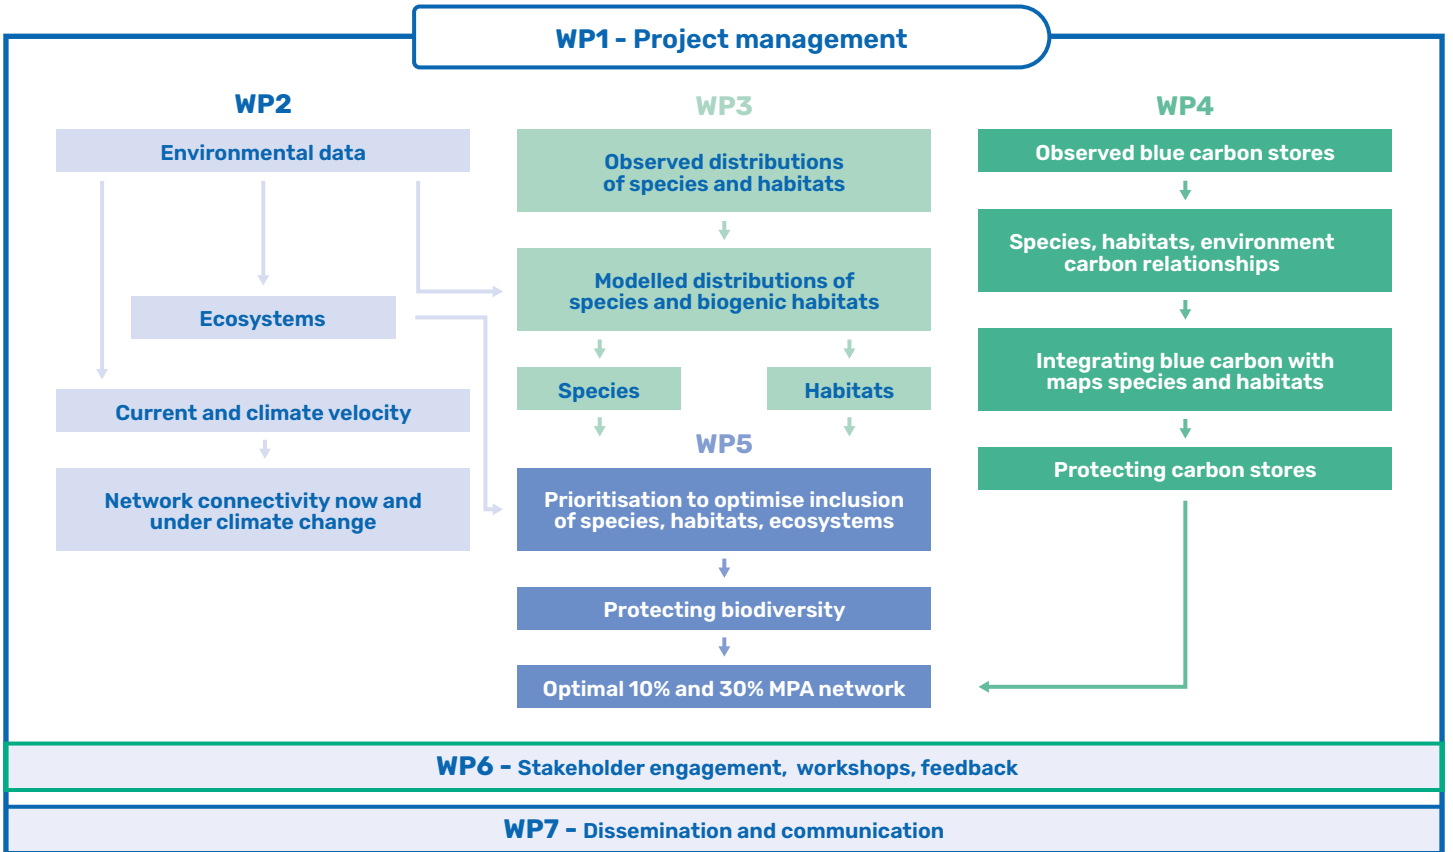 WP1 - Project management
WP2
Environmental data
Ecosystems
Current and climate velocity
Network connectivity now and
under climate change
WP3
Observed distributions
of species and habitats
Modelled distributions of
species and biogenic habitats
Species
Habitats
WP4
Observed blue carbon stores
Species, habitats, environment
carbon relationships
Integrating blue carbon with
maps species and habitats
Protecting carbon stores
WP5
Prioritisation to optimise inclusion
of species, habitats, ecosystems
Protecting biodiversity
Optimal 10% and 30% MPA network
WP6 - Stakeholder engagement, workshops, feedback
WP7 - Dissemination and communication